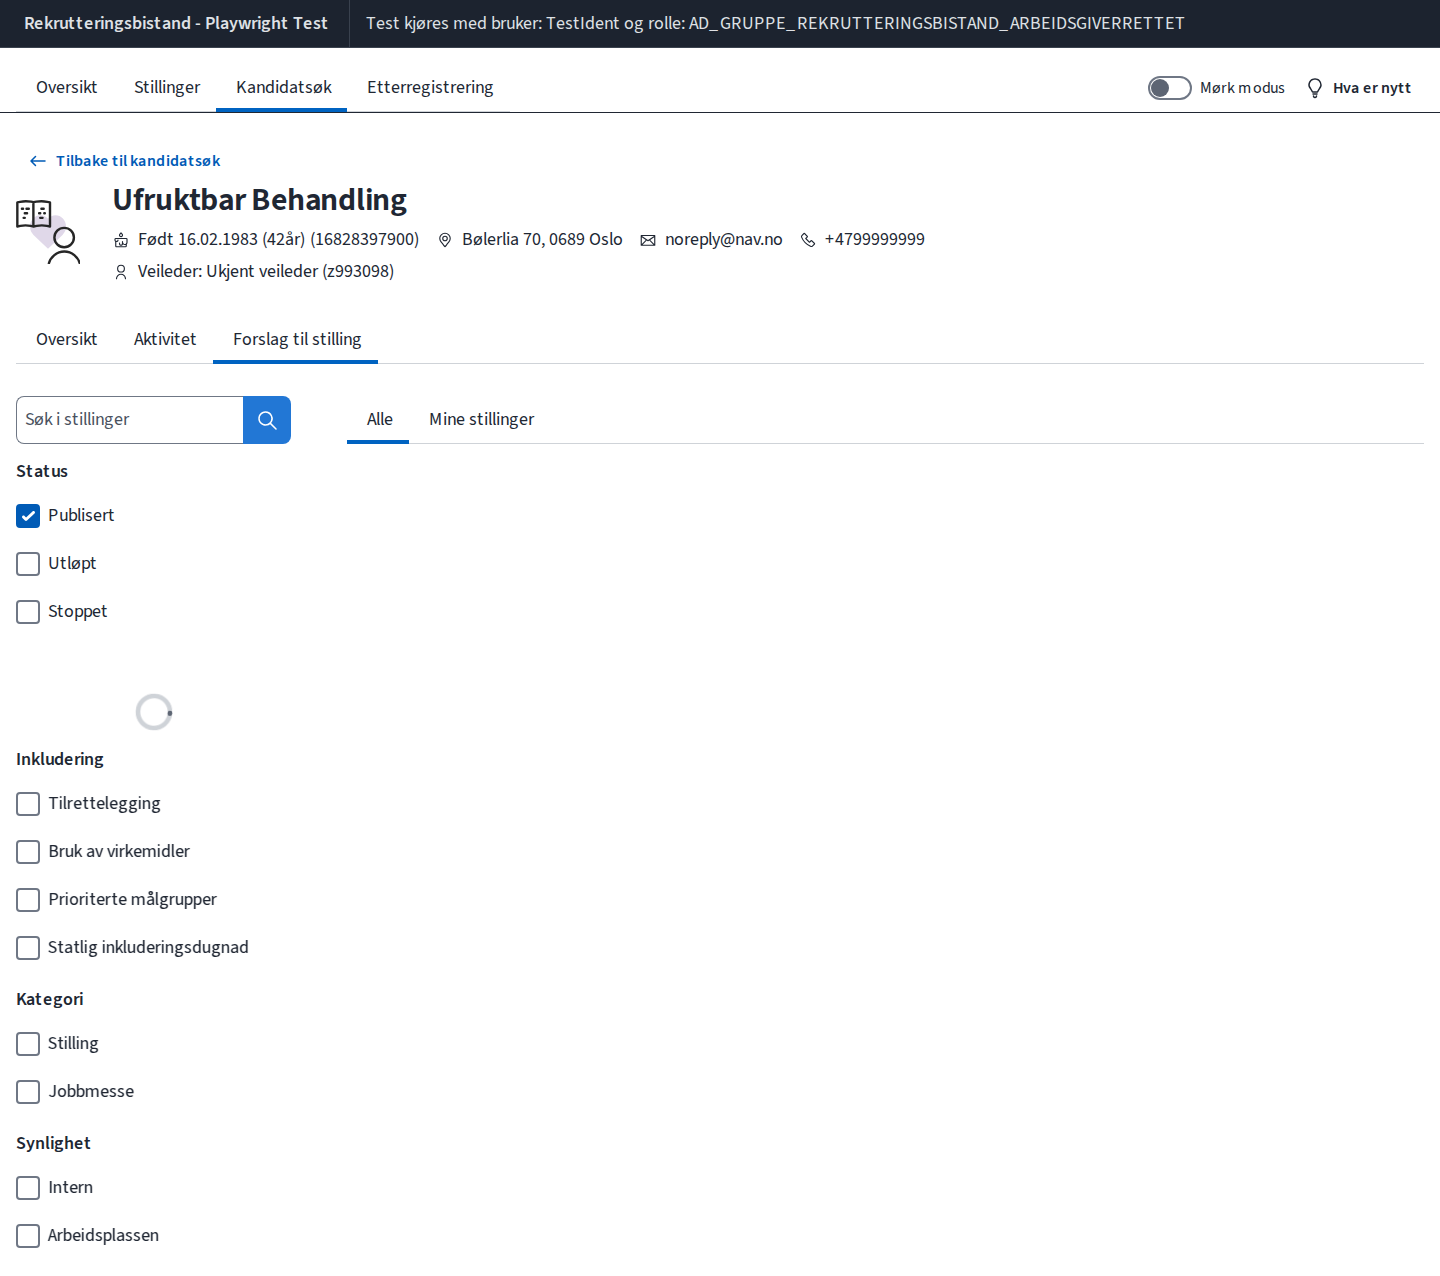 Rekrutteringsbistand - Playwright Test
Test kjøres med bruker: TestIdent og rolle: AD_GRUPPE_REKRUTTERINGSBISTAND_ARBEIDSGIVERRETTET
Oversikt
Stillinger
Kandidatsøk
Etterregistrering
Mørk modus
Hva er nytt
Tilbake til kandidatsøk
Ufruktbar Behandling
Født 16.02.1983 (42år) (16828397900)
Bølerlia 70, 0689 Oslo
noreply@nav.no
+4799999999
Veileder: Ukjent veileder (z993098)
Oversikt
Aktivitet
Forslag til stilling
Søk i stillinger
Alle
Mine stillinger
Status
Publisert
Utløpt
Stoppet
Inkludering
Tilrettelegging
Bruk av virkemidler
Prioriterte målgrupper
Statlig inkluderingsdugnad
Kategori
Stilling
Jobbmesse
Synlighet
Intern
Arbeidsplassen